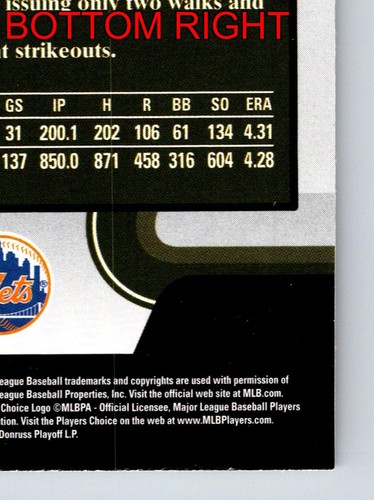 issuing only two walks and
BOTTOM RIGHT
t strikeouts.
GS IP H R BB SO ERA
31 200.1 202 106 61 134 4.31
137 850.0 871 458 316 604 4.28
ets
eague Baseball trademarks and copyrights are used with permission of
eague Baseball Properties, Inc. Visit the official web site at MLB.com.
Choice Logo ©MLBPA - Official Licensee, Major League Baseball Players
tion. Visit the Players Choice on the web at www.MLBPlayers.com.
Donruss Playoff L.P.